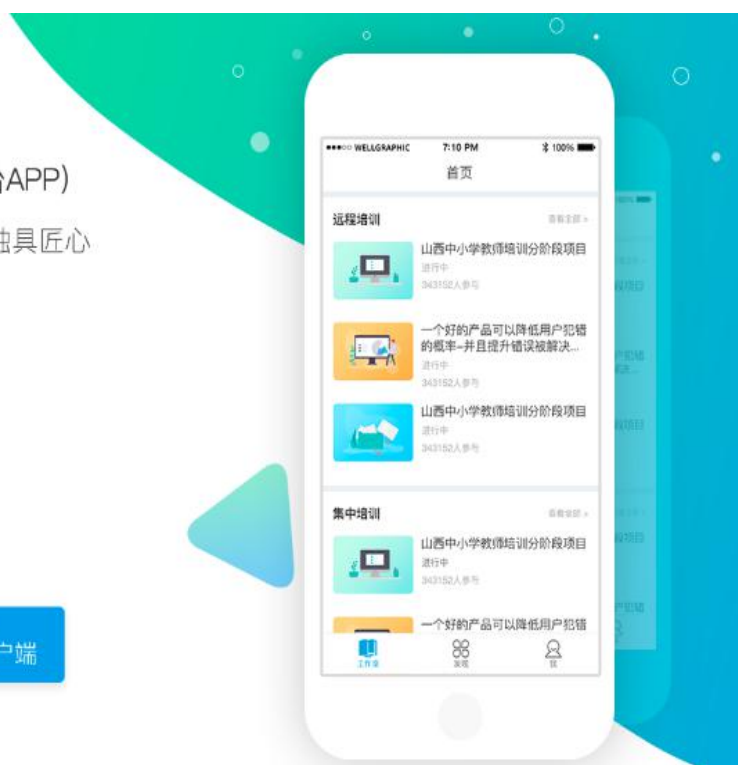 台APP)
独具匠心
户端
●●●○○ WELLGRAPHIC 7:10 PM 100%
首页
远程培训 查看全部 >
山西中小学教师培训分阶段项目
进行中
343152人参与
一个好的产品可以降低用户犯错
的概率-并且提升错误被解决...
进行中
343152人参与
山西中小学教师培训分阶段项目
进行中
343152人参与
集中培训 查看全部 >
山西中小学教师培训分阶段项目
进行中
343152人参与
一个好的产品可以降低用户犯错
工作室 发现 我